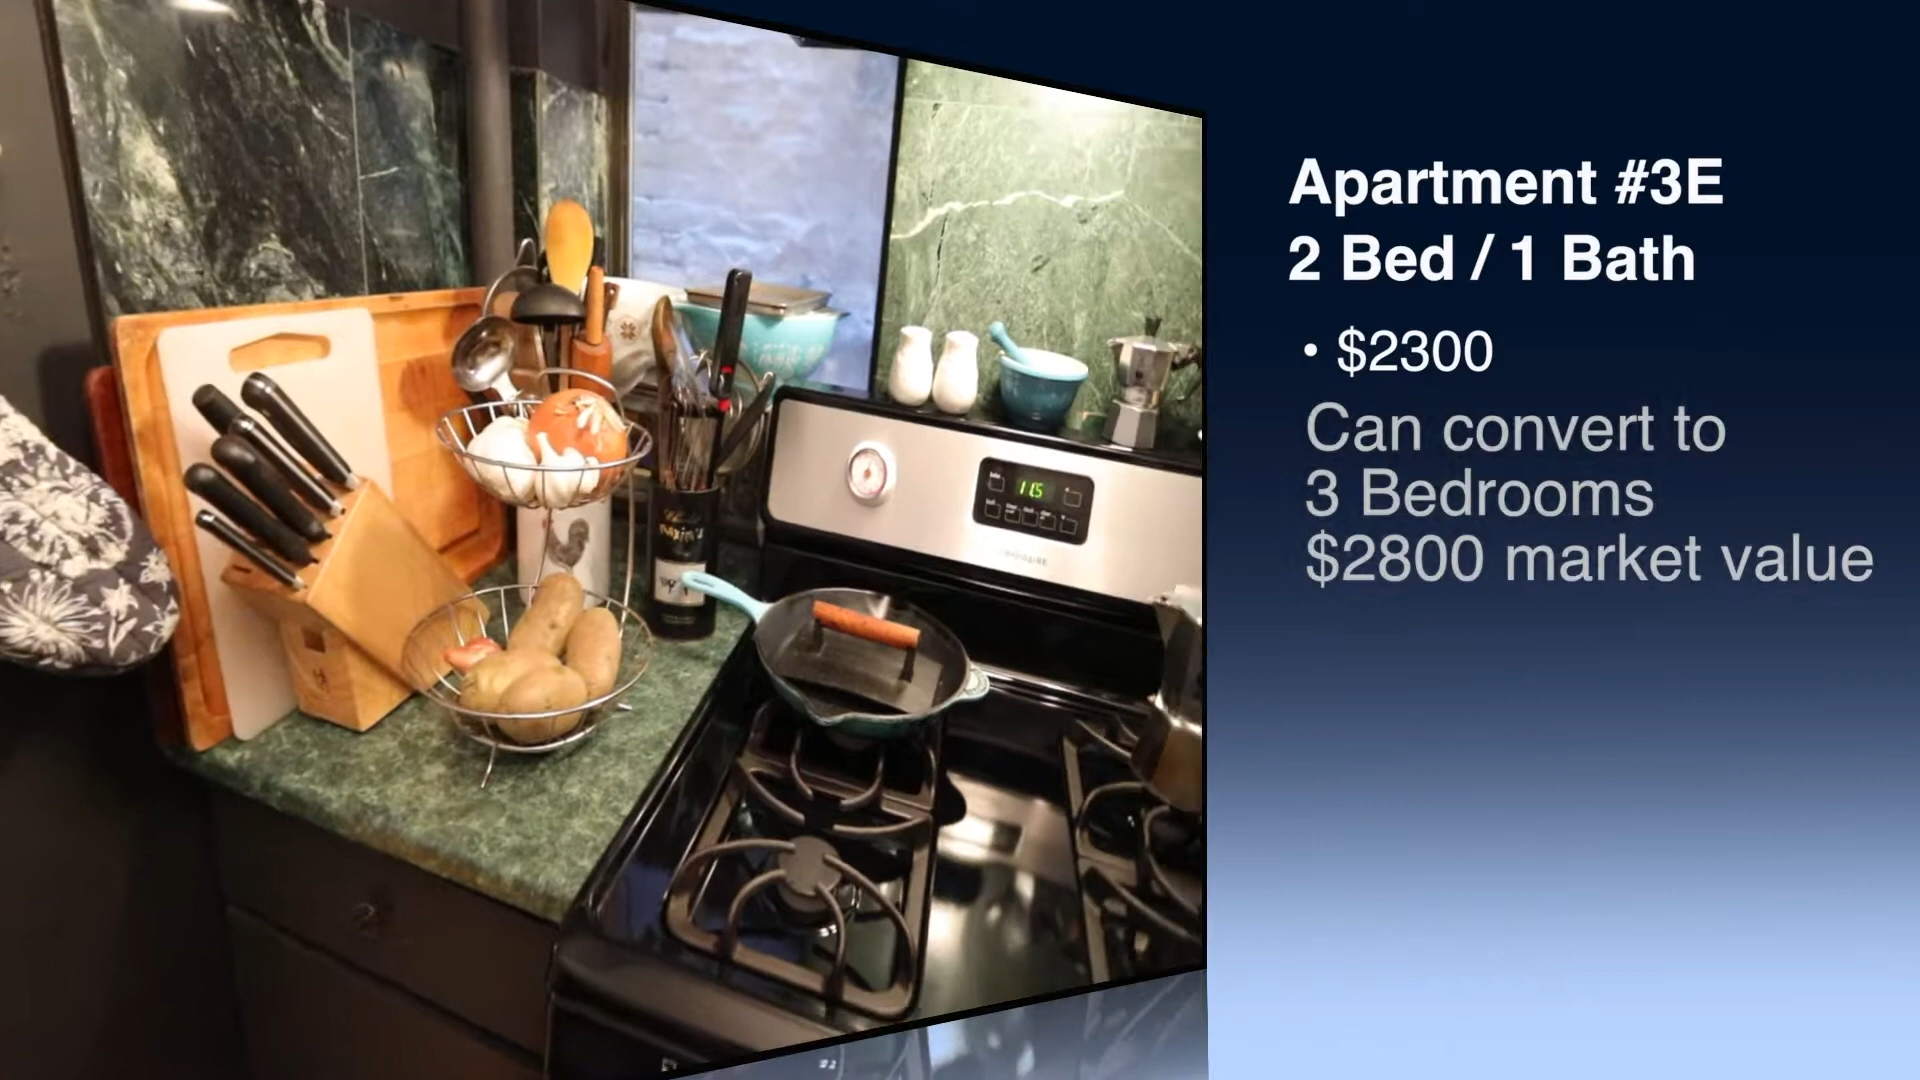 Apartment #3E
2 Bed / 1 Bath
• $2300
Can convert to
3 Bedrooms
$2800 market value